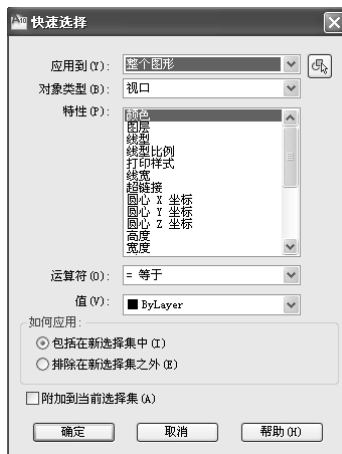 快速选择
应用到(Y): 整个图形
对象类型(B): 视口
特性(P):
颜色
图层
线型
线型比例
打印样式
线宽
超链接
圆心 X 坐标
圆心 Y 坐标
圆心 Z 坐标
高度
宽度
运算符(O): = 等于
值(V): ByLayer
如何应用:
包括在新选择集中(I)
排除在新选择集之外(E)
附加到当前选择集(A)
确定 取消 帮助(H)